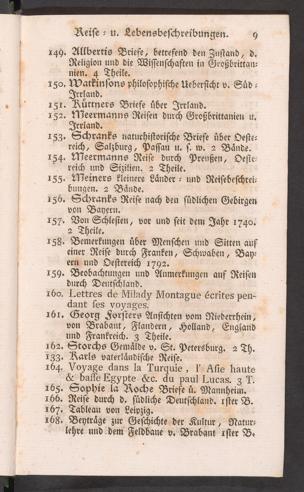 Reise- u. Lebensbeschreibungen. 9
149. Allbertis Briefe, betrefend den Zustand, d.
Religion und die Wissenschaften in Großbrittan-
nien. 4 Theile.
150. Watkinsons philosophische Uebersicht v. Süd-
Irrland.
151. Küttners Briefe über Irrland.
152. Meermanns Reisen durch Großbrittanien u.
Irrland.
153. Schranks naturhistorische Briefe über Oeste-
reich, Salzburg, Passau u. s. w. 2 Bände.
154. Meermanns Reise durch Preußen, Oeste-
reich und Sizilien. 2 Theile.
155. Meiners kleinere Länder- und Reisebeschrei-
bungen. 2 Bände.
156. Schranks Reise nach den südlichen Gebirgen
von Bayern.
157. Von Schlesien, vor und seit dem Jahr 1740.
2 Theile.
158. Bemerkungen über Menschen und Sitten auf
einer Reise durch Franken, Schwaben, Bay-
ern und Oestereich 1792.
159. Beobachtungen und Anmerkungen auf Reisen
durch Deutschland.
160. Lettres de Milady Montague écrites pen-
dant ses voyages.
161. Georg Forsters Ansichten vom Niederrhein,
von Brabant, Flandern, Holland, England
und Frankreich. 3 Theile.
162. Storchs Gemälde v. St. Petersburg. 2 Th.
133. Karls vaterländische Reise.
164. Voyage dans la Turquie, l' Asie haute
& basse Egypte &c. du paul Lucas. 3 T.
165. Sophie la Roche Briefe ü. Mannheim.
166. Reise durch d. südliche Deutschland. 1ster B.
167. Tableau von Leipzig.
168. Beyträge zur Geschichte der Kultur, Natur-
lehre und dem Feldbaue v. Brabant 1ster B.